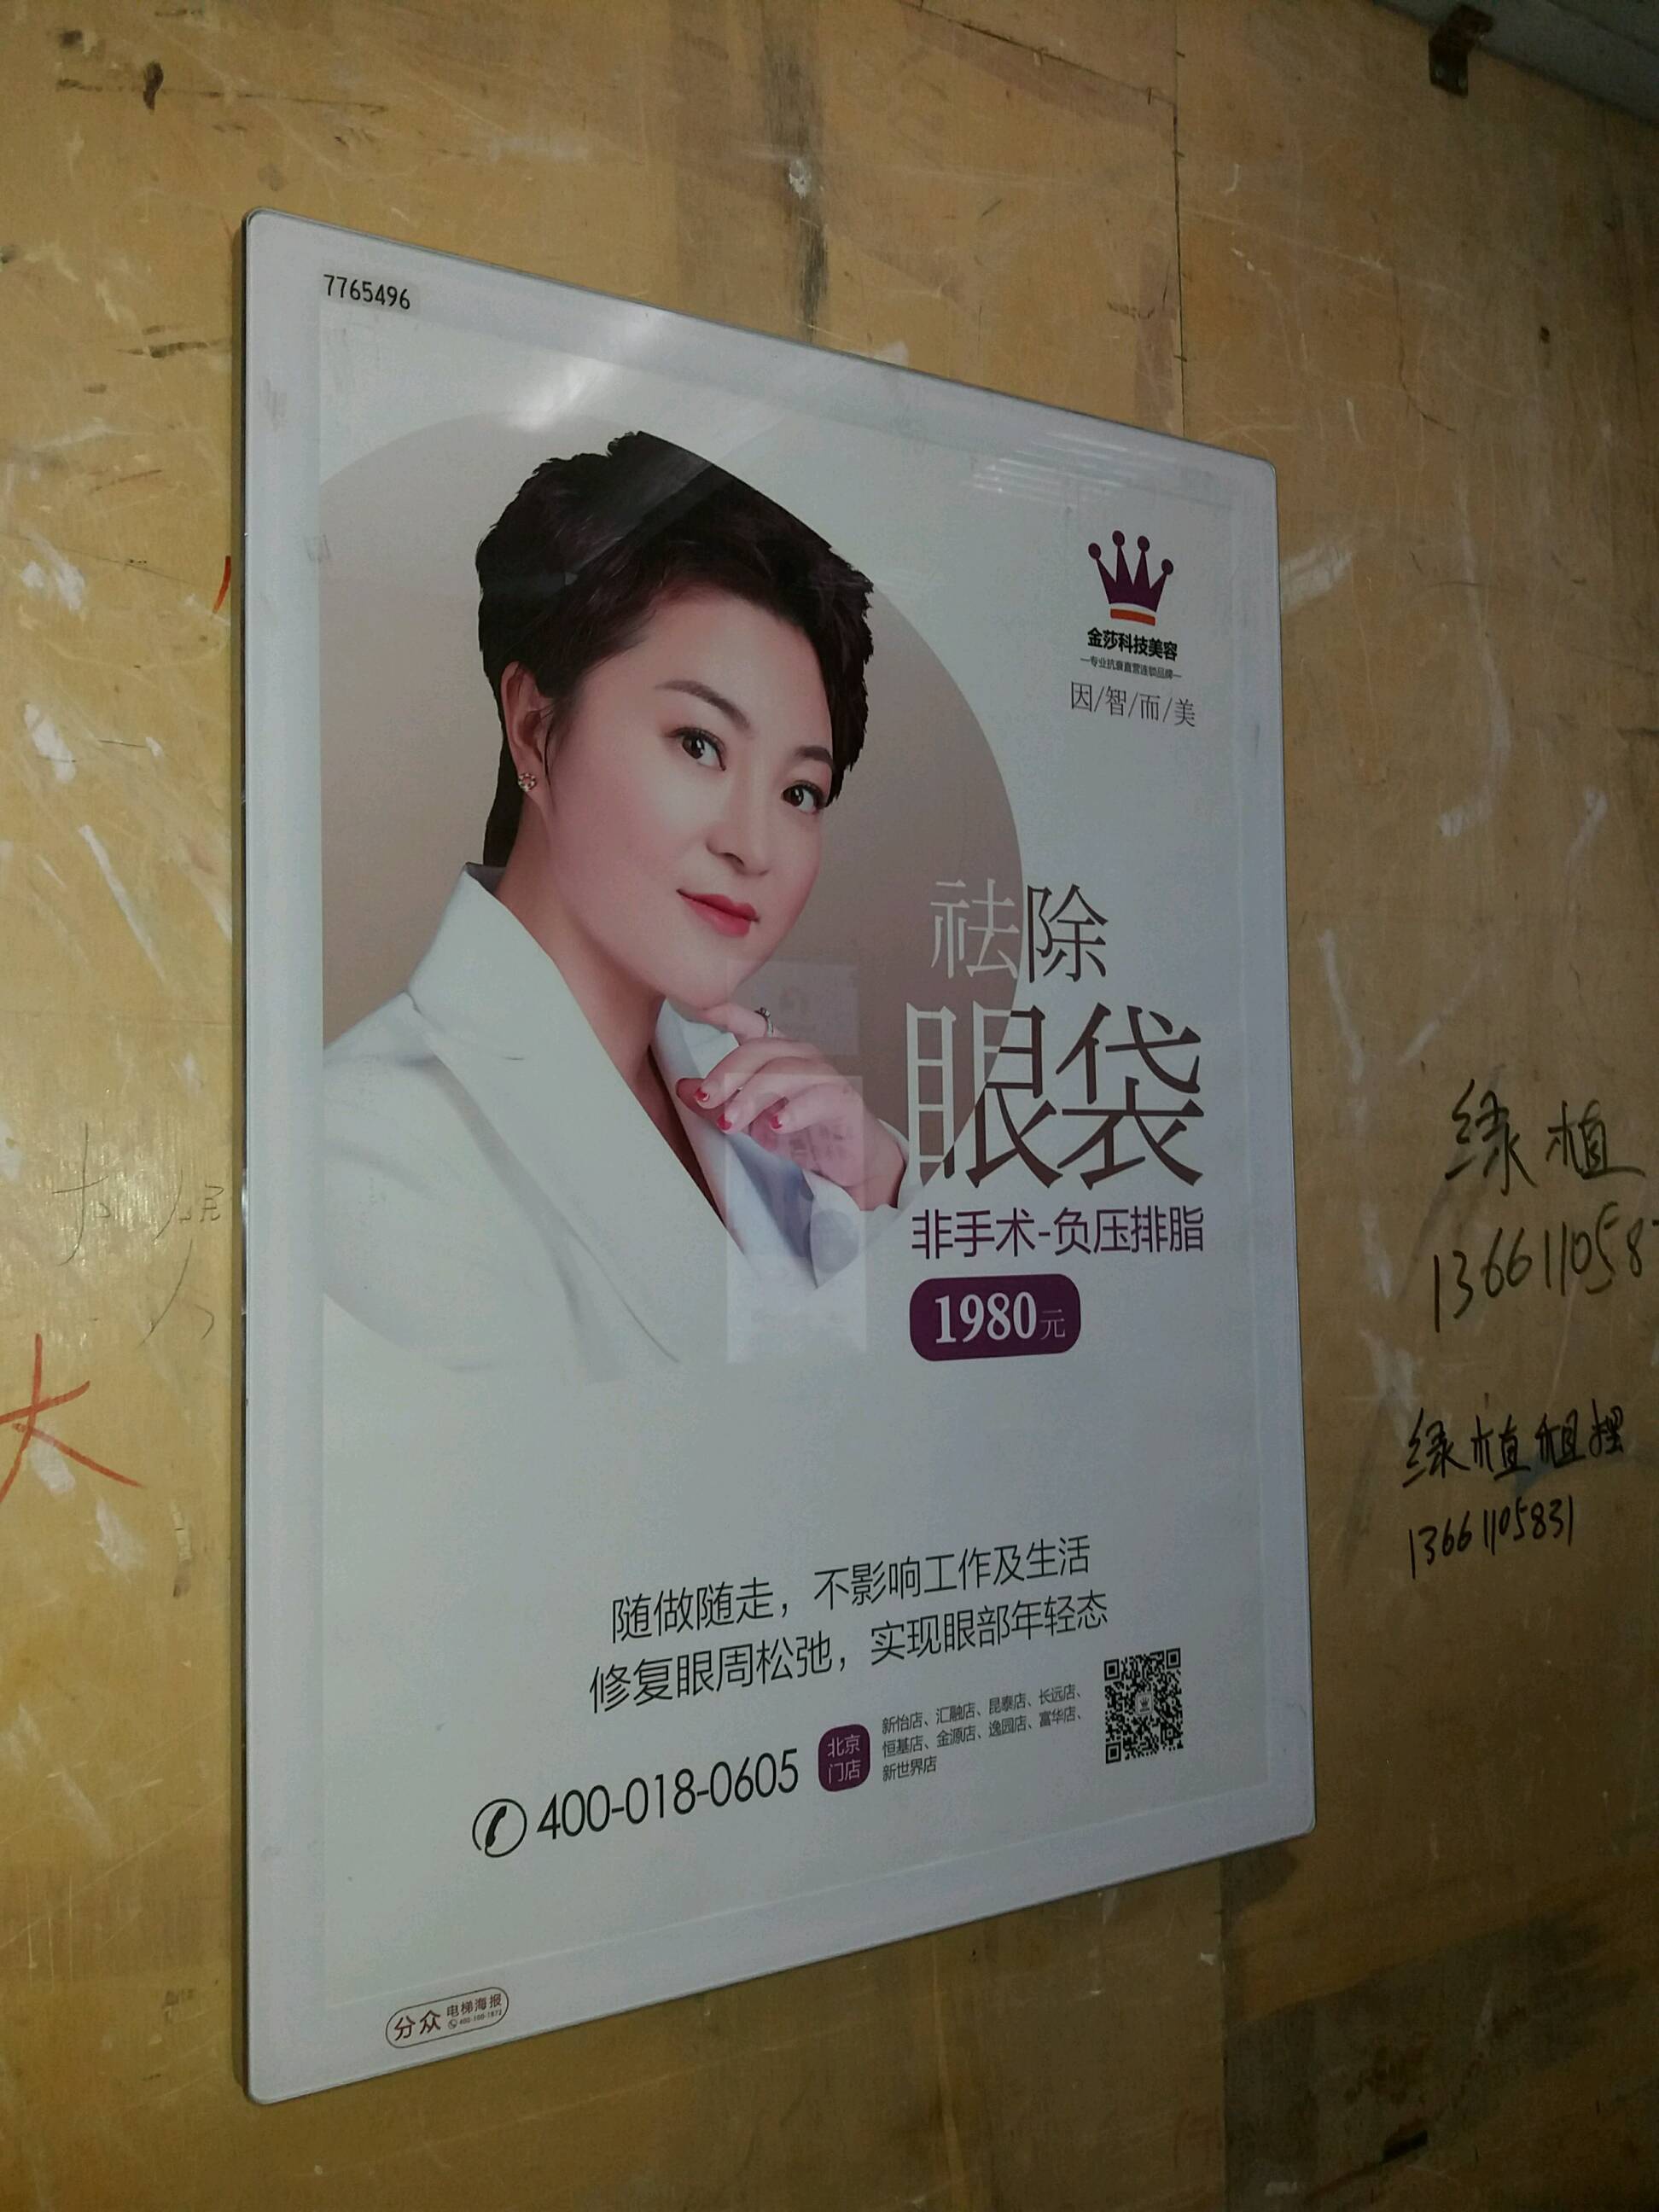 7765496
金莎科技美容
—专业抗衰直营连锁品牌—
因/智/而/美
祛除
眼袋
非手术-负压排脂
1980元
随做随走，不影响工作及生活
修复眼周松弛，实现眼部年轻态
400-018-0605
北京
门店
新怡店、汇融店、昆泰店、长远店、
恒基店、金源店、逸园店、富华店、
新世界店
分众
电梯海报
绿植
136611058
绿植租摆
13661105831
大